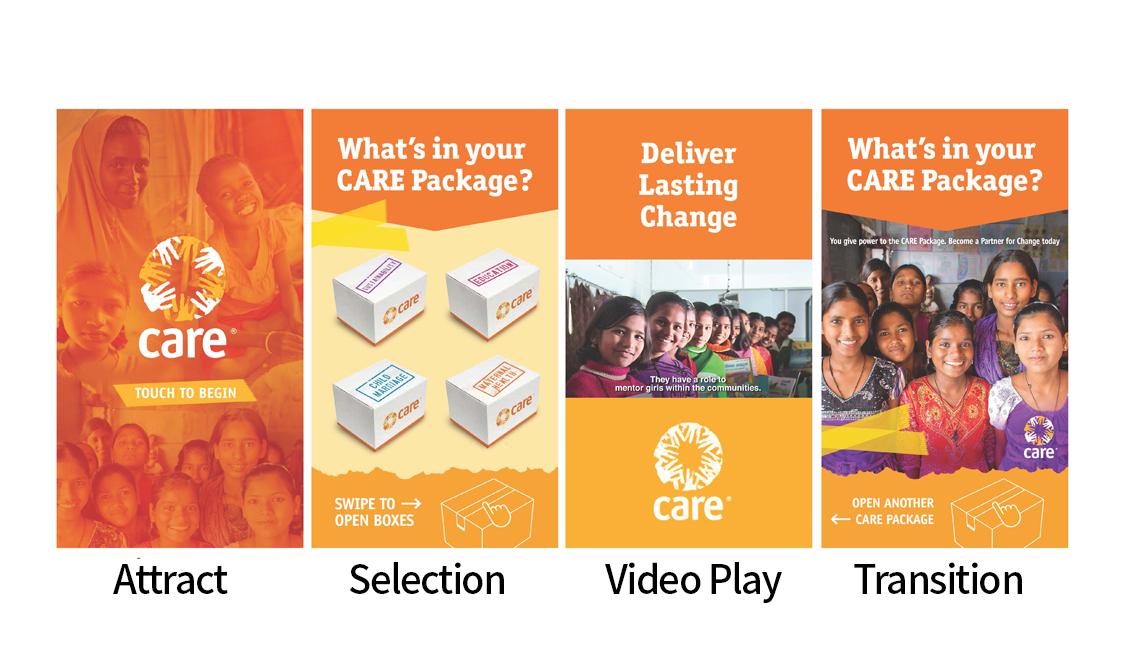 care®
TOUCH TO BEGIN
Attract
What's in your
CARE Package?
SUSTAINABILITY
care
EDUCATION
care
CHILD
MARRIAGE
care
MATERNAL
HEALTH
care
SWIPE TO →
OPEN BOXES
Selection
Deliver
Lasting
Change
They have a role to
mentor girls within the communities.
care®
Video Play
What's in your
CARE Package?
You give power to the CARE Package. Become a Partner for Change today
care
OPEN ANOTHER
← CARE PACKAGE
Transition